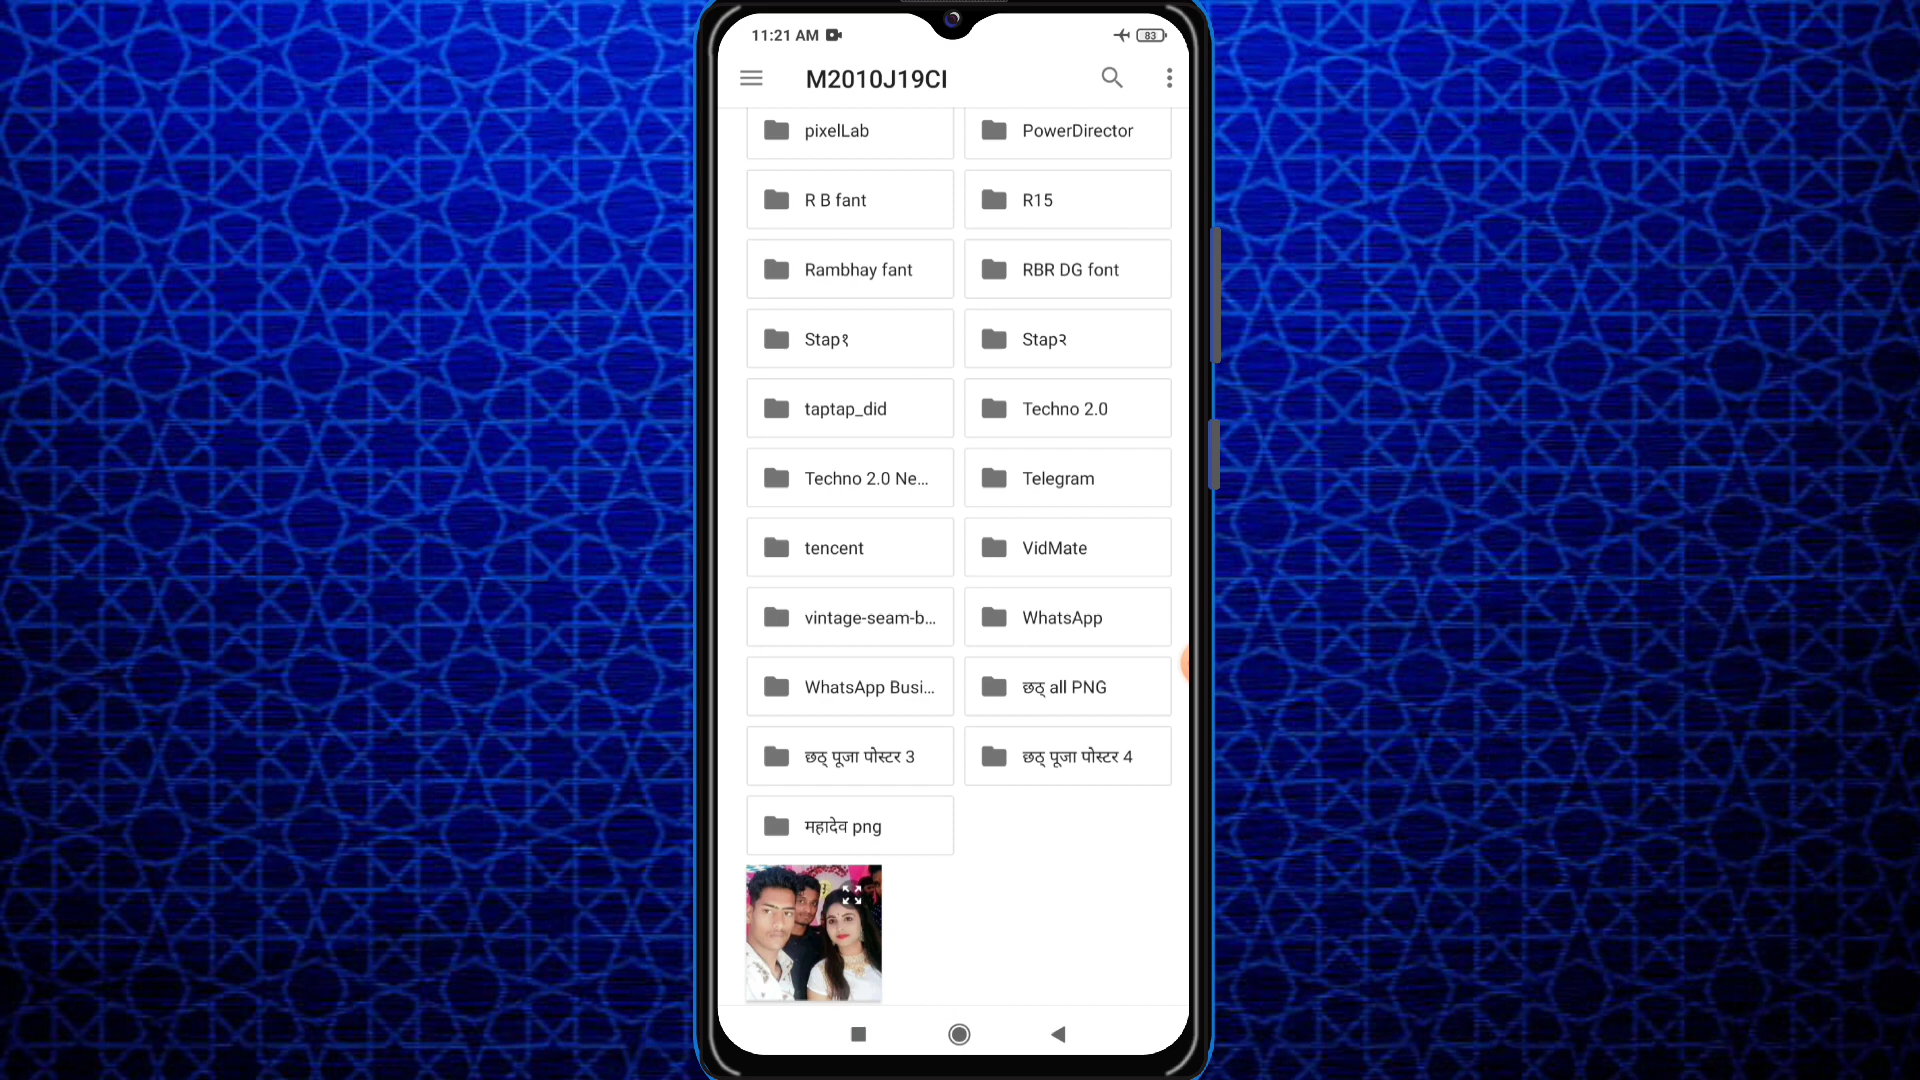 11:21 AM
83
M2010J19CI
pixelLab
PowerDirector
R B fant
R15
Rambhay fant
RBR DG font
Stap१
Stap२
taptap_did
Techno 2.0
Techno 2.0 Ne...
Telegram
tencent
VidMate
vintage-seam-b...
WhatsApp
WhatsApp Busi...
छठ् all PNG
छठ् पूजा पोस्टर 3
छठ् पूजा पोस्टर 4
महादेव png